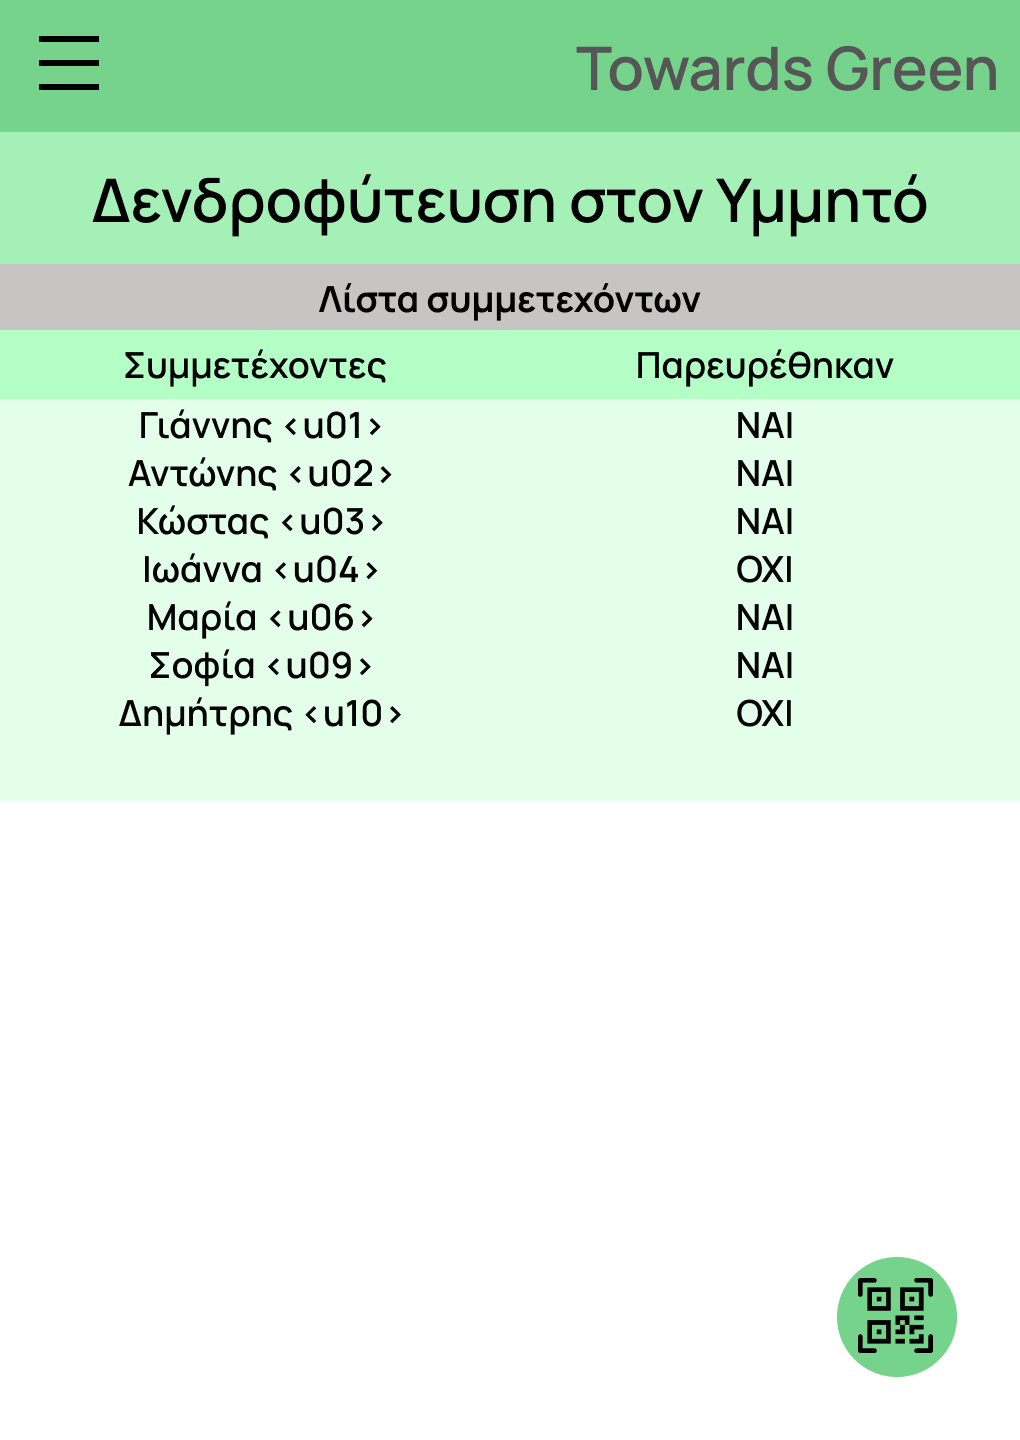 Towards Green
Δενδροφύτευση στον Υμμητό
Λίστα συμμετεχόντων
Συμμετέχοντες Παρευρέθηκαν
Γιάννης <u01> ΝΑΙ
Αντώνης <u02> ΝΑΙ
Κώστας <u03> ΝΑΙ
Ιωάννα <u04> ΟΧΙ
Μαρία <u06> ΝΑΙ
Σοφία <u09> ΝΑΙ
Δημήτρης <u10> ΟΧΙ